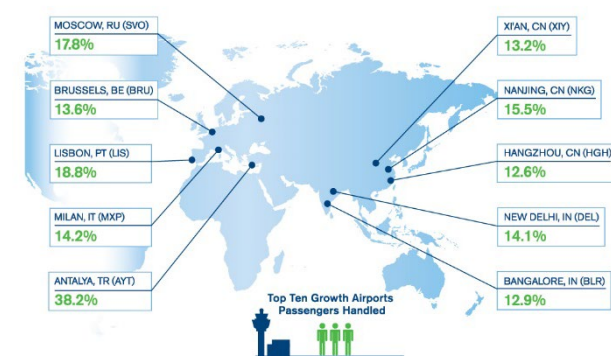 MOSCOW, RU (SVO)
17.8%
BRUSSELS, BE (BRU)
13.6%
LISBON, PT (LIS)
18.8%
MILAN, IT (MXP)
14.2%
ANTALYA, TR (AYT)
38.2%
XI'AN, CN (XIY)
13.2%
NANJING, CN (NKG)
15.5%
HANGZHOU, CN (HGH)
12.6%
NEW DELHI, IN (DEL)
14.1%
BANGALORE, IN (BLR)
12.9%
Top Ten Growth Airports
Passengers Handled